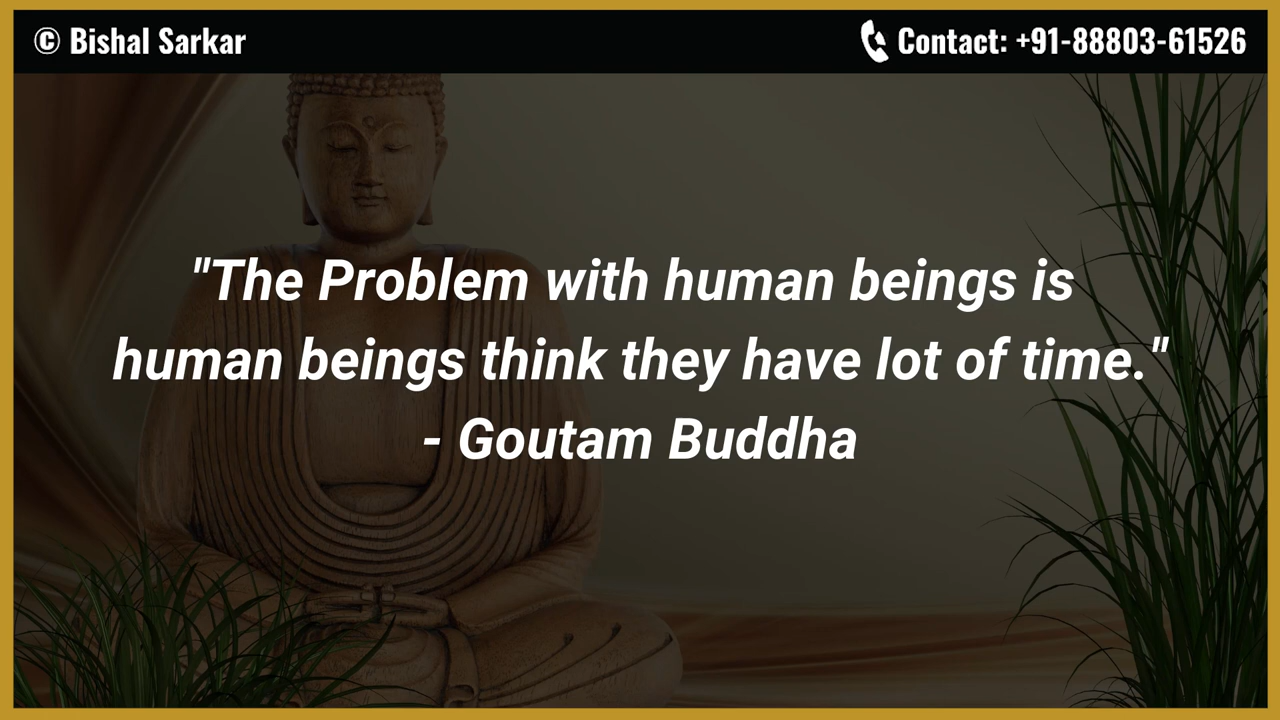 © Bishal Sarkar
Contact: +91-88803-61526
"The Problem with human beings is
human beings think they have lot of time."
- Goutam Buddha